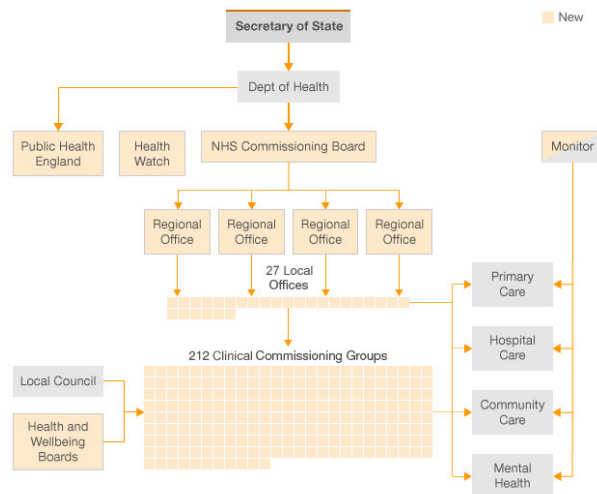 Secretary of State
New
Dept of Health
Public Health
England
Health
Watch
NHS Commissioning Board
Monitor
Regional
Office
Regional
Office
Regional
Office
Regional
Office
27 Local
Offices
Primary
Care
212 Clinical Commissioning Groups
Hospital
Care
Local Council
Community
Care
Health and
Wellbeing
Boards
Mental
Health